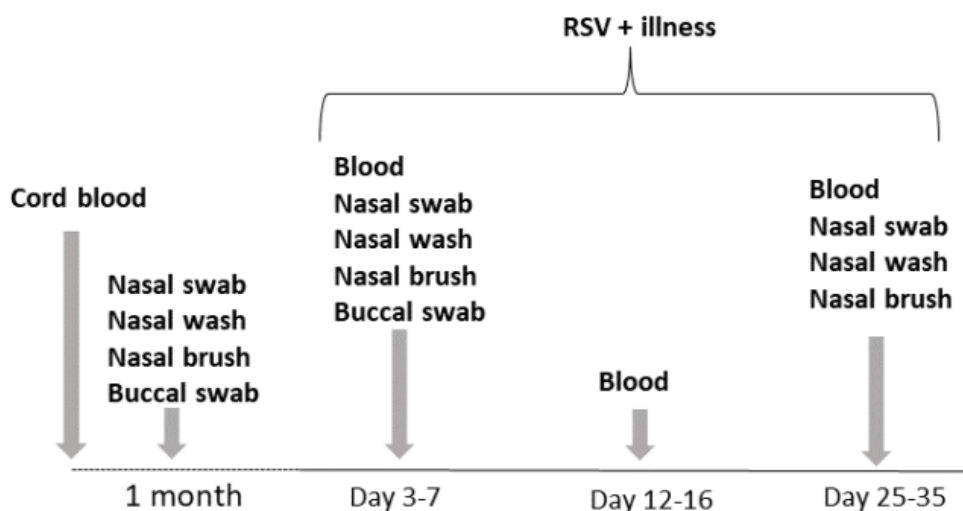 RSV + illness
Cord blood
Nasal swab
Nasal wash
Nasal brush
Buccal swab
Blood
Nasal swab
Nasal wash
Nasal brush
Buccal swab
Blood
Blood
Nasal swab
Nasal wash
Nasal brush
1 month
Day 3-7
Day 12-16
Day 25-35